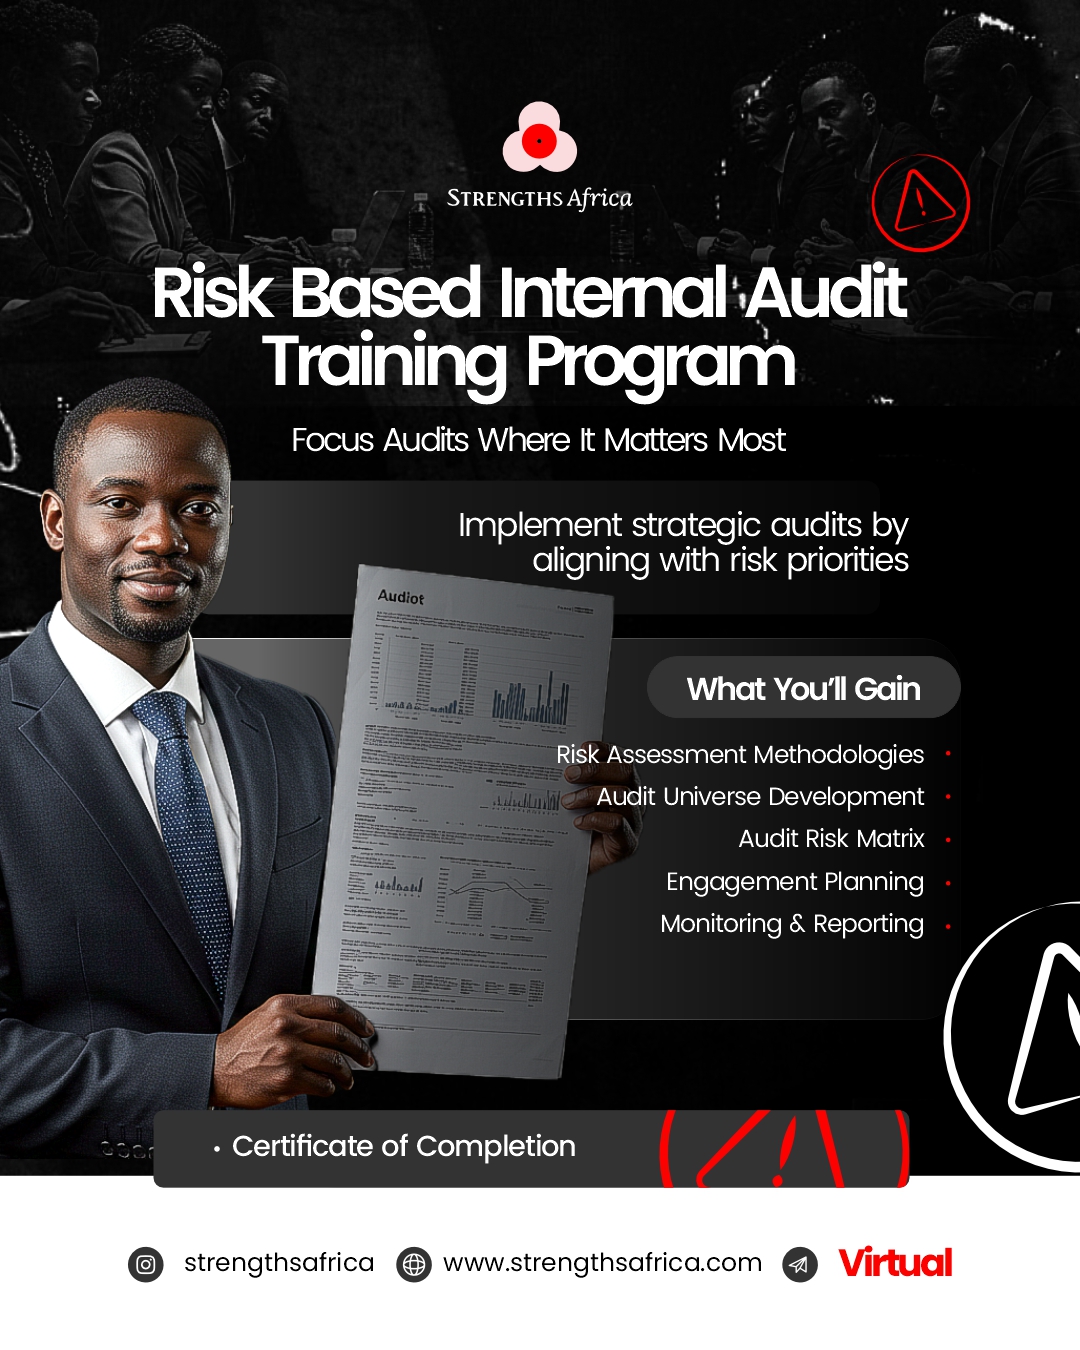 STRENGTHS Africa
Risk Based Internal Audit
Training Program
Focus Audits Where It Matters Most
Implement strategic audits by
aligning with risk priorities
Audiot
What You'll Gain
Risk Assessment Methodologies
Audit Universe Development
Audit Risk Matrix
Engagement Planning
Monitoring & Reporting
Certificate of Completion
strengthsafrica
www.strengthsafrica.com
Virtual